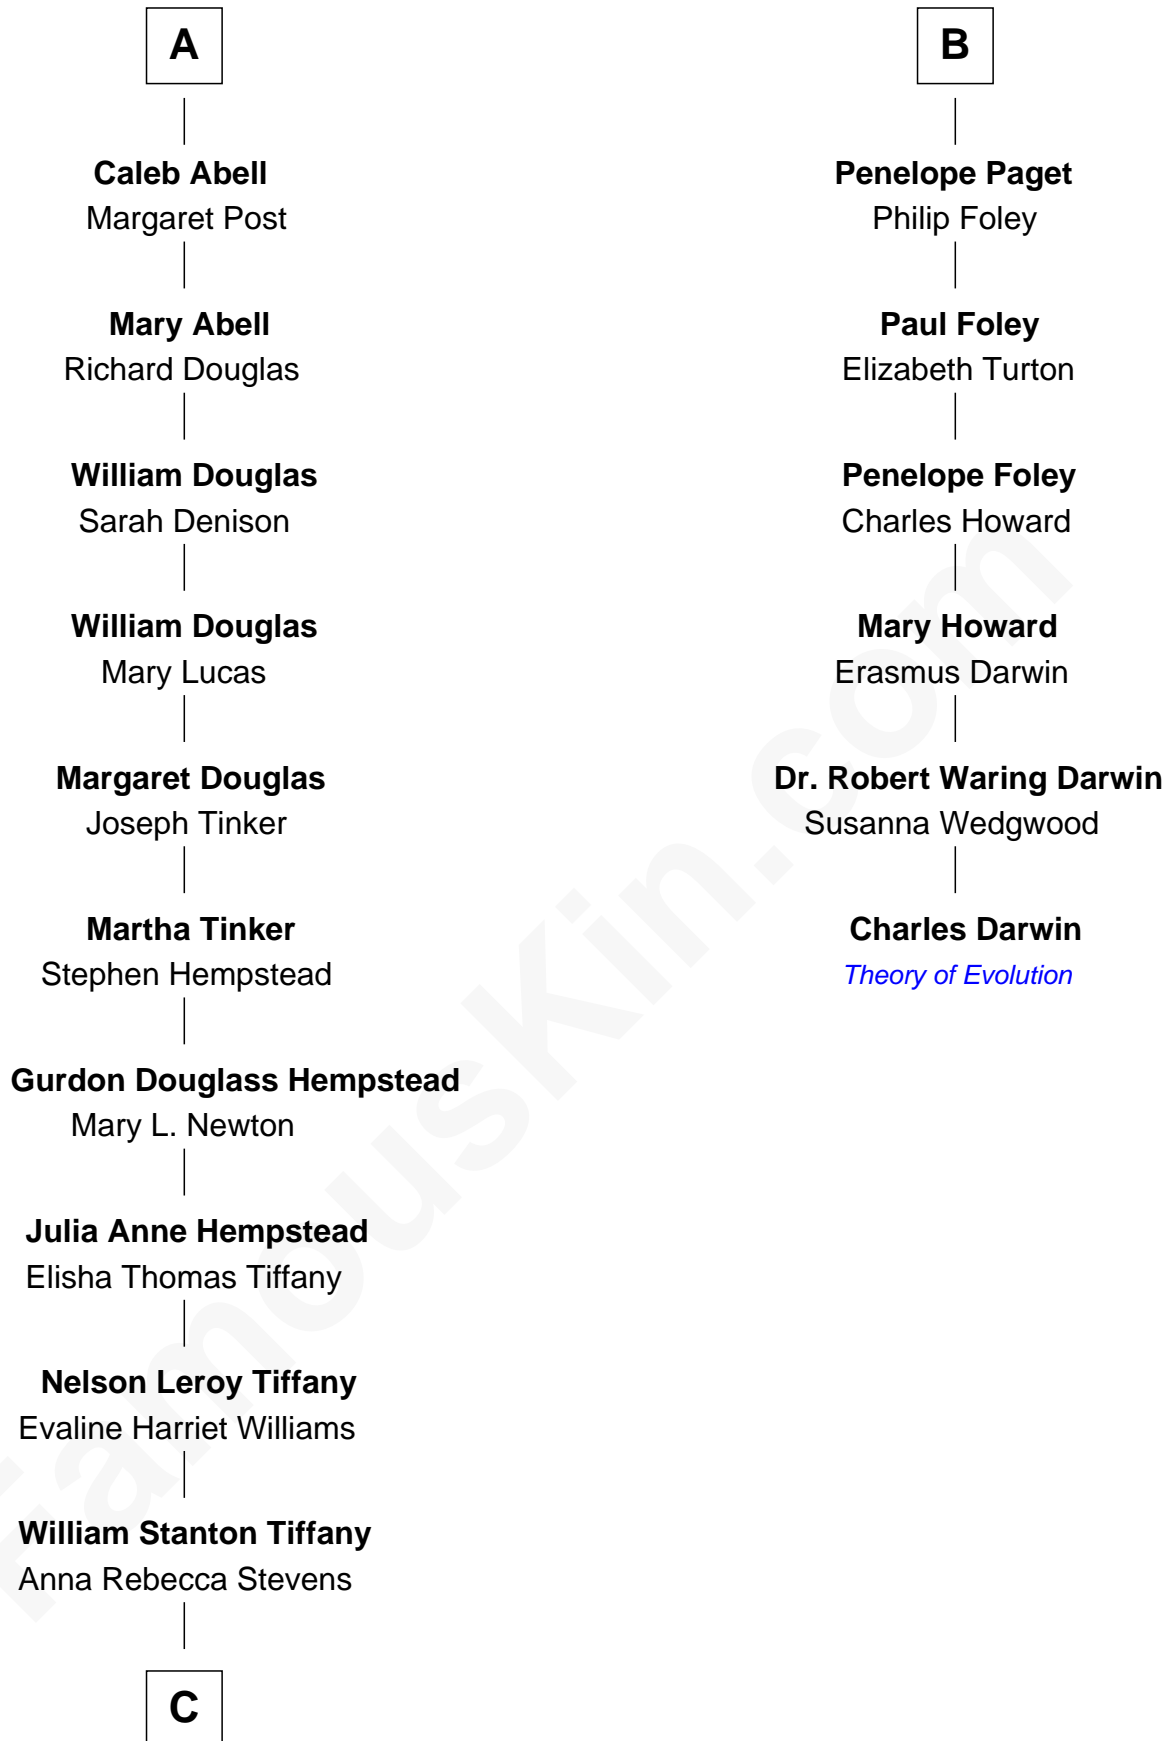 A
Caleb Abell
Margaret Post
Mary Abell
Richard Douglas
William Douglas
Sarah Denison
William Douglas
Mary Lucas
Margaret Douglas
Joseph Tinker
Martha Tinker
Stephen Hempstead
Gurdon Douglass Hempstead
Mary L. Newton
Julia Anne Hempstead
Elisha Thomas Tiffany
Nelson Leroy Tiffany
Evaline Harriet Williams
William Stanton Tiffany
Anna Rebecca Stevens
C
B
Penelope Paget
Philip Foley
Paul Foley
Elizabeth Turton
Penelope Foley
Charles Howard
Mary Howard
Erasmus Darwin
Dr. Robert Waring Darwin
Susanna Wedgwood
Charles Darwin
Theory of Evolution
FamousKin.com